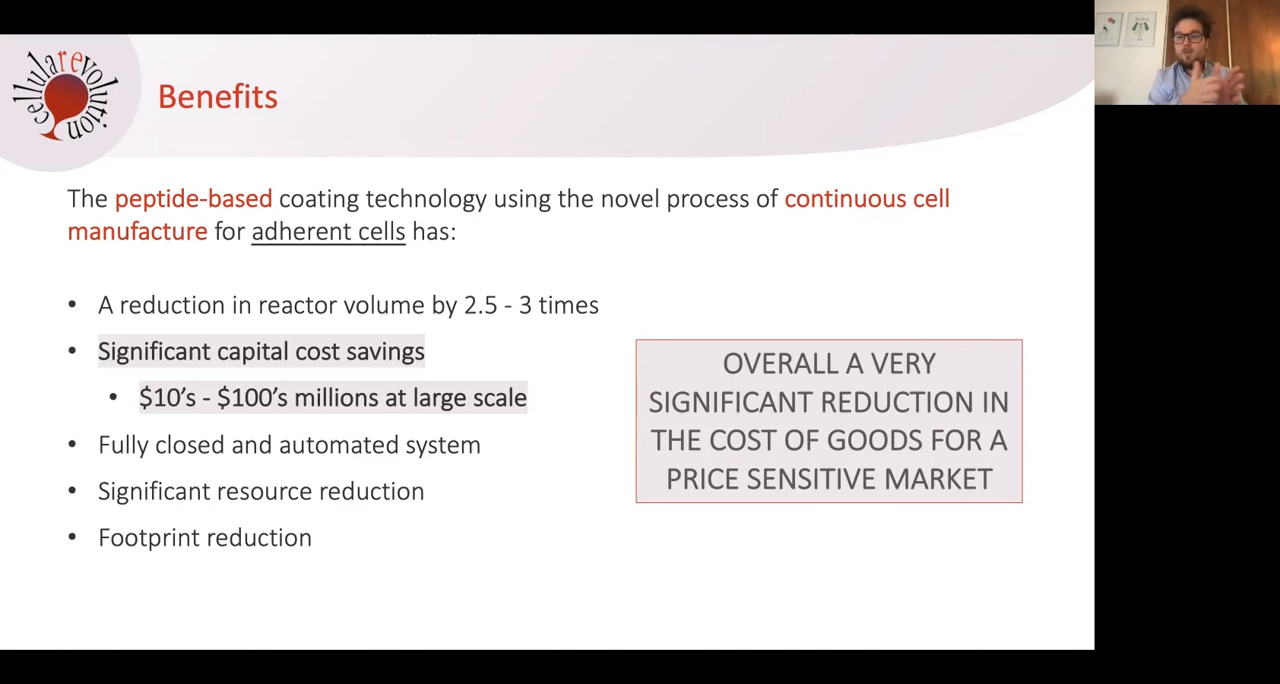 cellularevolution
Benefits
The peptide-based coating technology using the novel process of continuous cell
manufacture for adherent cells has:
• A reduction in reactor volume by 2.5 - 3 times
• Significant capital cost savings
• $10’s - $100’s millions at large scale
• Fully closed and automated system
• Significant resource reduction
• Footprint reduction
OVERALL A VERY
SIGNIFICANT REDUCTION IN
THE COST OF GOODS FOR A
PRICE SENSITIVE MARKET